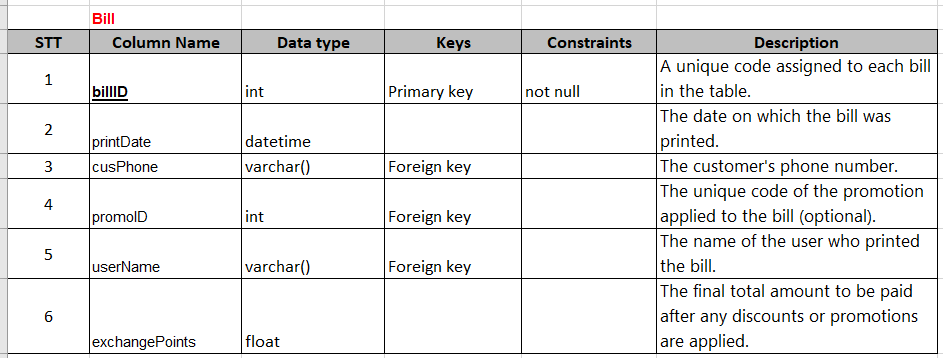 Bill
STT Column Name Data type Keys Constraints Description
1 billID int Primary key not null A unique code assigned to each bill
in the table.
2 printDate datetime The date on which the bill was
printed.
3 cusPhone varchar() Foreign key The customer's phone number.
4 promoID int Foreign key The unique code of the promotion
applied to the bill (optional).
5 userName varchar() Foreign key The name of the user who printed
the bill.
6 exchangePoints float The final total amount to be paid
after any discounts or promotions
are applied.